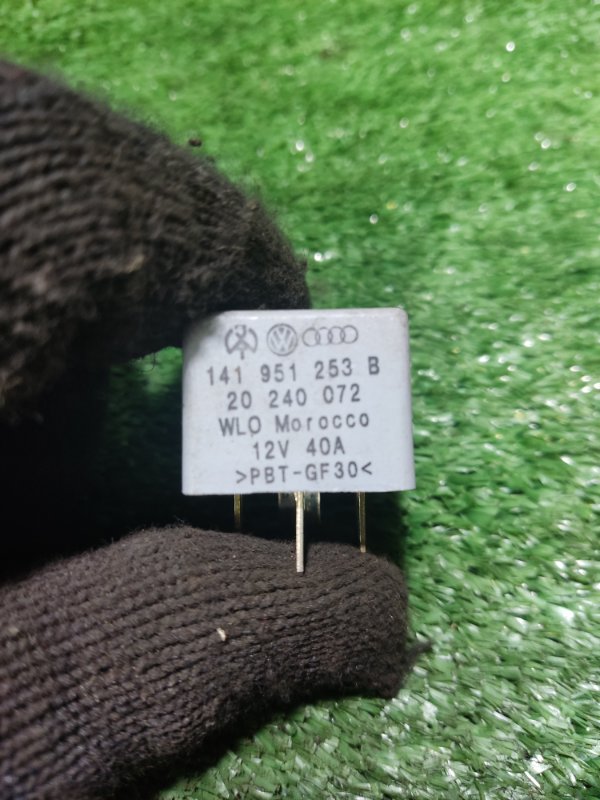 141 951 253 B
20 240 072
WLO Morocco
12V 40A
>PBT-GF30<